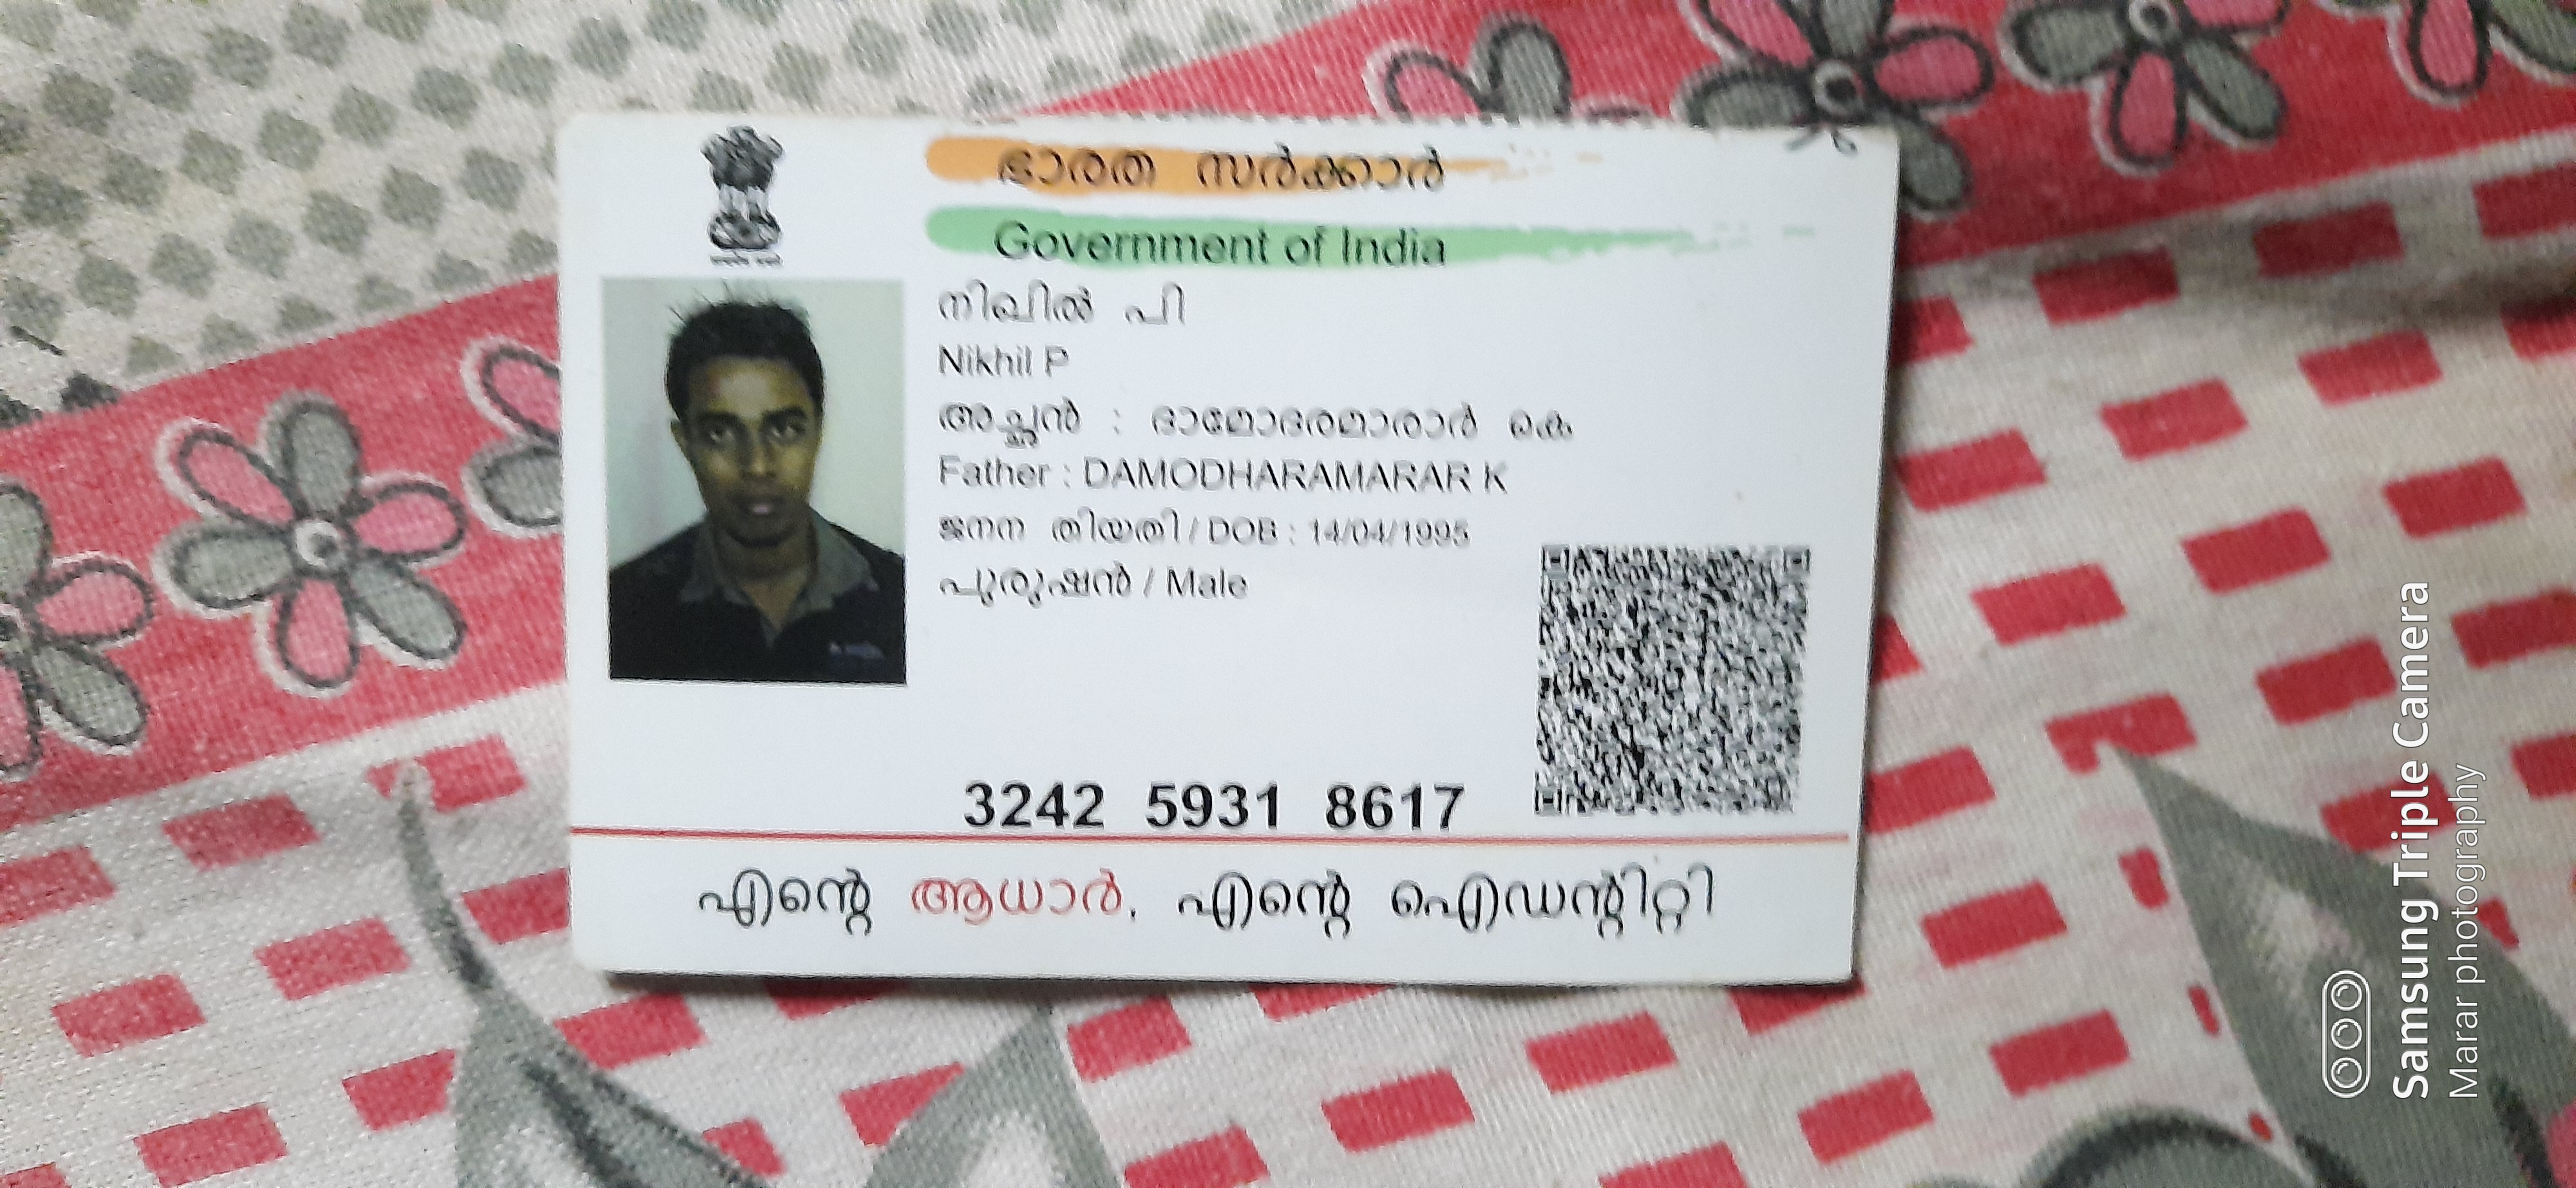 ഭാരത സർക്കാർ
Government of India
നിഖിൽ പി
Nikhil P
അച്ഛൻ : ദാമോദരമാരാർ കെ
Father : DAMODHARAMARAR K
ജനന തിയതി / DOB : 14/04/1995
പുരുഷൻ / Male
3242 5931 8617
എന്റെ ആധാർ, എന്റെ ഐഡന്റിറ്റി
Samsung Triple Camera
Marar photography